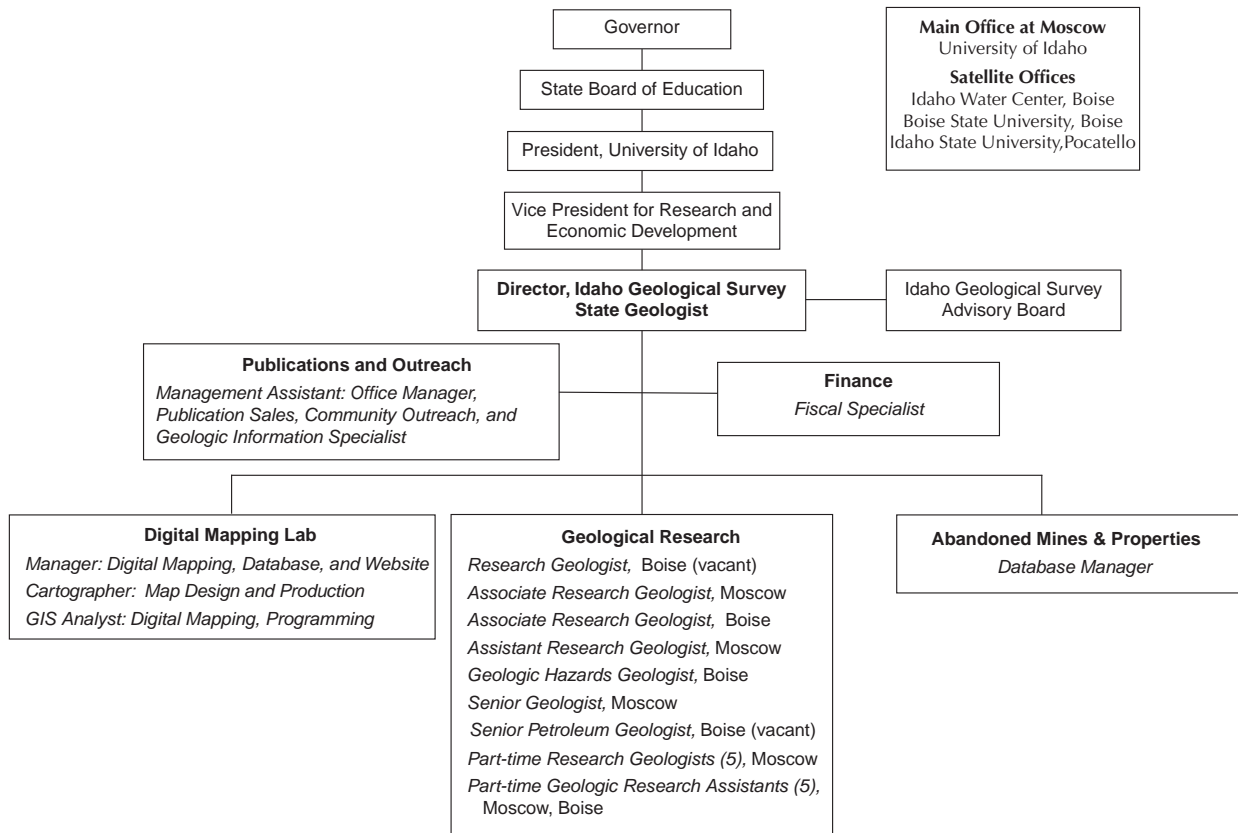 Governor
Main Office at Moscow
University of Idaho
Satellite Offices
Idaho Water Center, Boise
Boise State University, Boise
Idaho State University,Pocatello
State Board of Education
President, University of Idaho
Vice President for Research and
Economic Development
Director, Idaho Geological Survey
State Geologist
Idaho Geological Survey
Advisory Board
Publications and Outreach
Management Assistant: Office Manager,
Publication Sales, Community Outreach, and
Geologic Information Specialist
Finance
Fiscal Specialist
Digital Mapping Lab
Manager: Digital Mapping, Database, and Website
Cartographer: Map Design and Production
GIS Analyst: Digital Mapping, Programming
Geological Research
Research Geologist, Boise (vacant)
Associate Research Geologist, Moscow
Associate Research Geologist, Boise
Assistant Research Geologist, Moscow
Geologic Hazards Geologist, Boise
Senior Geologist, Moscow
Senior Petroleum Geologist, Boise (vacant)
Part-time Research Geologists (5), Moscow
Part-time Geologic Research Assistants (5),
Moscow, Boise
Abandoned Mines & Properties
Database Manager